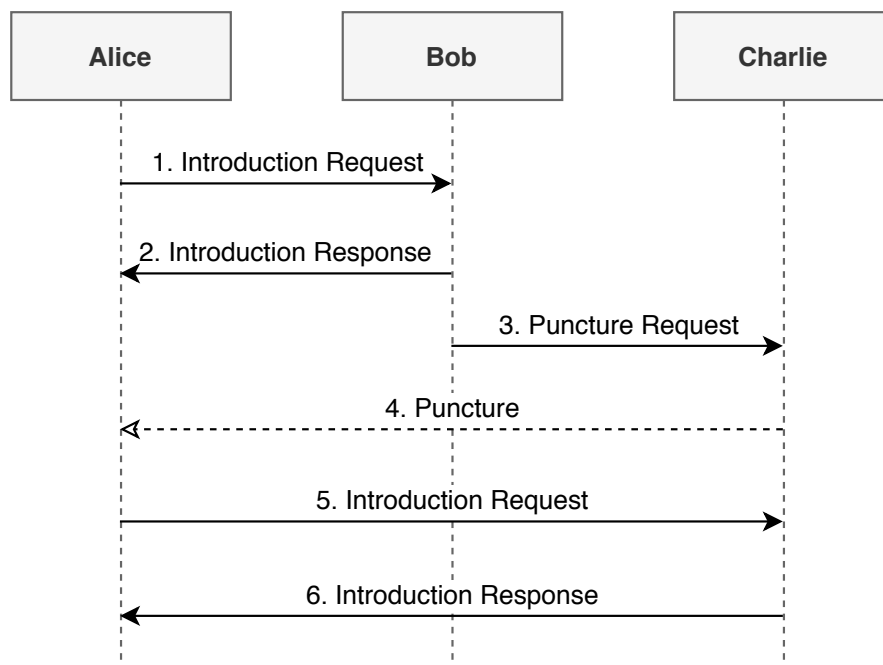 Alice
Bob
Charlie
1. Introduction Request
2. Introduction Response
3. Puncture Request
4. Puncture
5. Introduction Request
6. Introduction Response